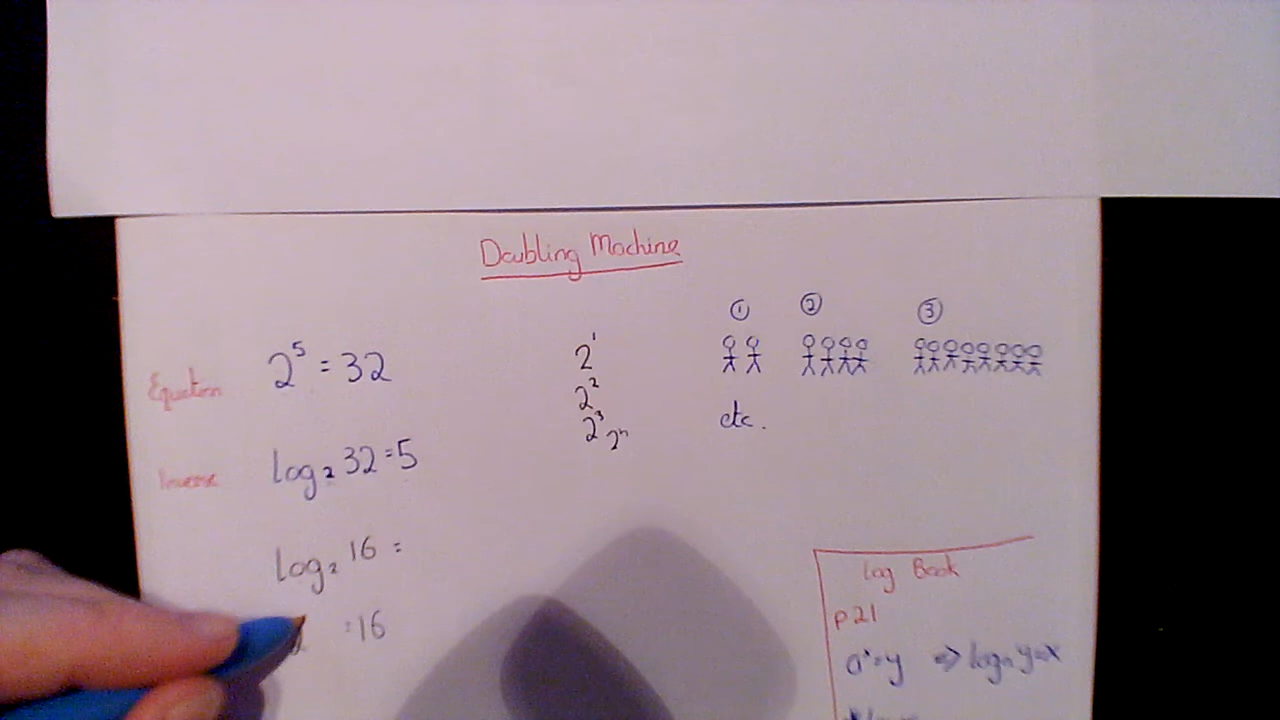 Doubling Machine
Equation 2⁵ = 32
Inverse log₂ 32 = 5
log₂ 16 =
= 16
2¹
2²
2³ 2ⁿ
① ② ③
etc.
Log Book
p21
aˣ = y ⇒ logₐ y = x